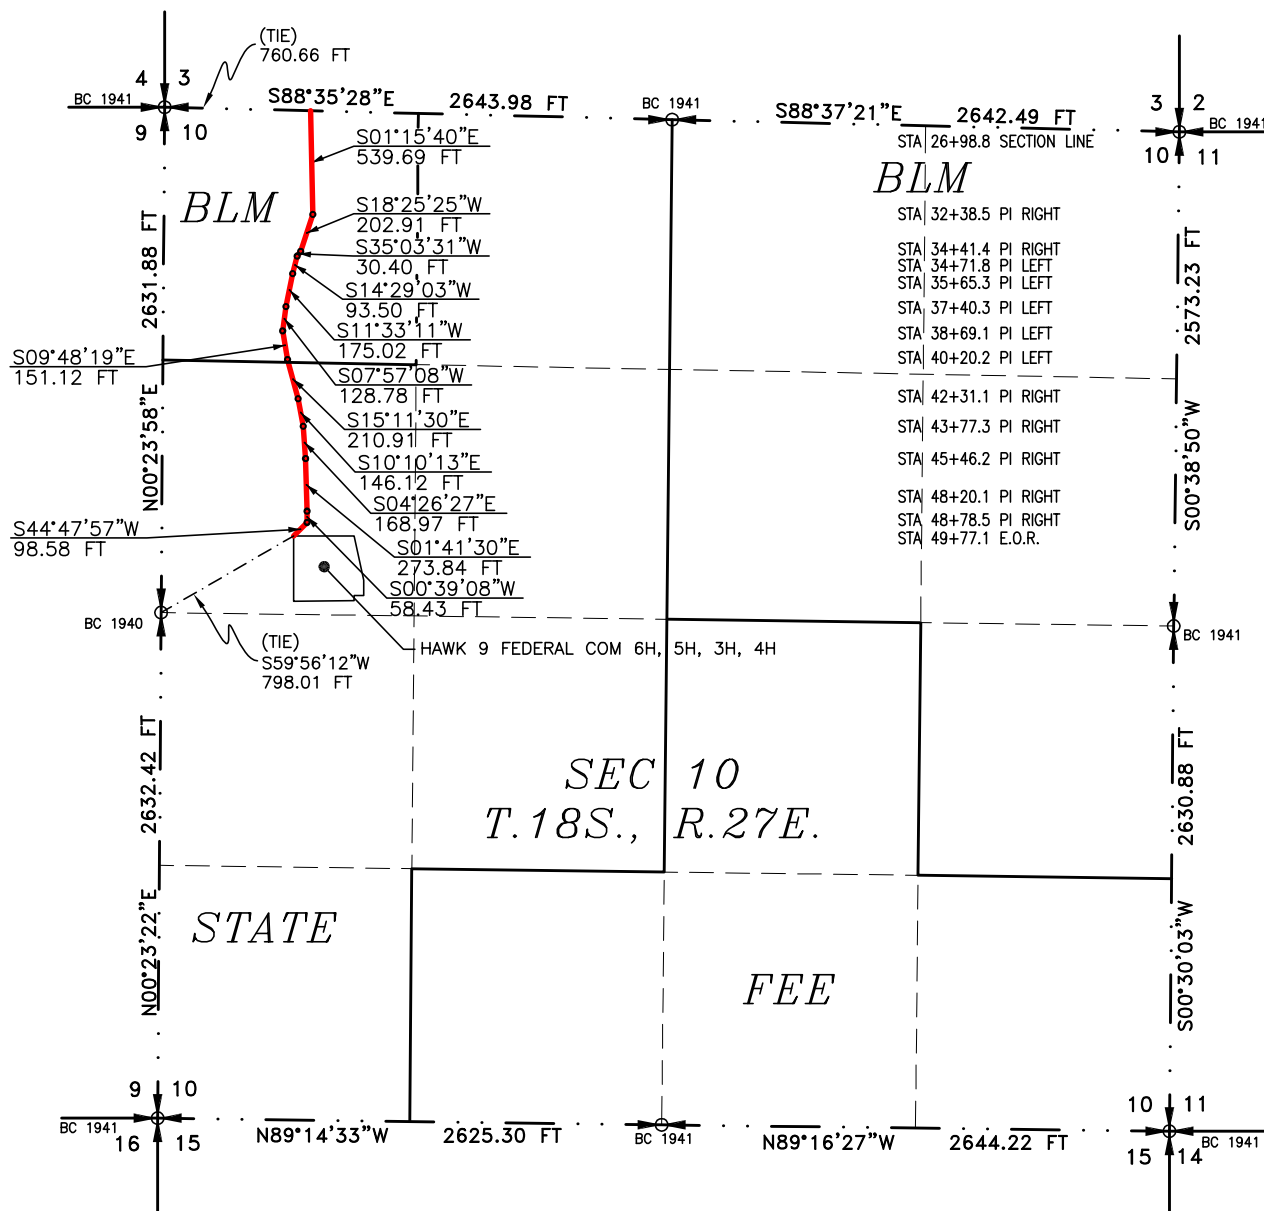 (TIE)
760.66 FT
4 3
BC 1941
9 10
S88°35'28"E 2643.98 FT
BC 1941
S88°37'21"E 2642.49 FT
3 2
BC 1941
10 11
STA 26+98.8 SECTION LINE
S01°15'40"E
539.69 FT
BLM
BLM
S18°25'25"W
202.91 FT
S35°03'31"W
30.40 FT
S14°29'03"W
93.50 FT
S11°33'11"W
175.02 FT
S07°57'08"W
128.78 FT
S15°11'30"E
210.91 FT
S10°10'13"E
146.12 FT
S04°26'27"E
168.97 FT
S01°41'30"E
273.84 FT
S00°39'08"W
58.43 FT
STA 32+38.5 PI RIGHT
STA 34+41.4 PI RIGHT
STA 34+71.8 PI LEFT
STA 35+65.3 PI LEFT
STA 37+40.3 PI LEFT
STA 38+69.1 PI LEFT
STA 40+20.2 PI LEFT
STA 42+31.1 PI RIGHT
STA 43+77.3 PI RIGHT
STA 45+46.2 PI RIGHT
STA 48+20.1 PI RIGHT
STA 48+78.5 PI RIGHT
STA 49+77.1 E.O.R.
N00°23'58"E 2631.88 FT
S09°48'19"E
151.12 FT
S44°47'57"W
98.58 FT
S00°38'50"W 2573.23 FT
BC 1940
BC 1941
(TIE)
S59°56'12"W
798.01 FT
HAWK 9 FEDERAL COM 6H, 5H, 3H, 4H
N00°23'22"E 2632.42 FT
SEC 10
T.18S., R.27E.
S00°30'03"W 2630.88 FT
STATE
FEE
9 10
BC 1941
16 15
N89°14'33"W 2625.30 FT
BC 1941
N89°16'27"W 2644.22 FT
10 11
BC 1941
15 14